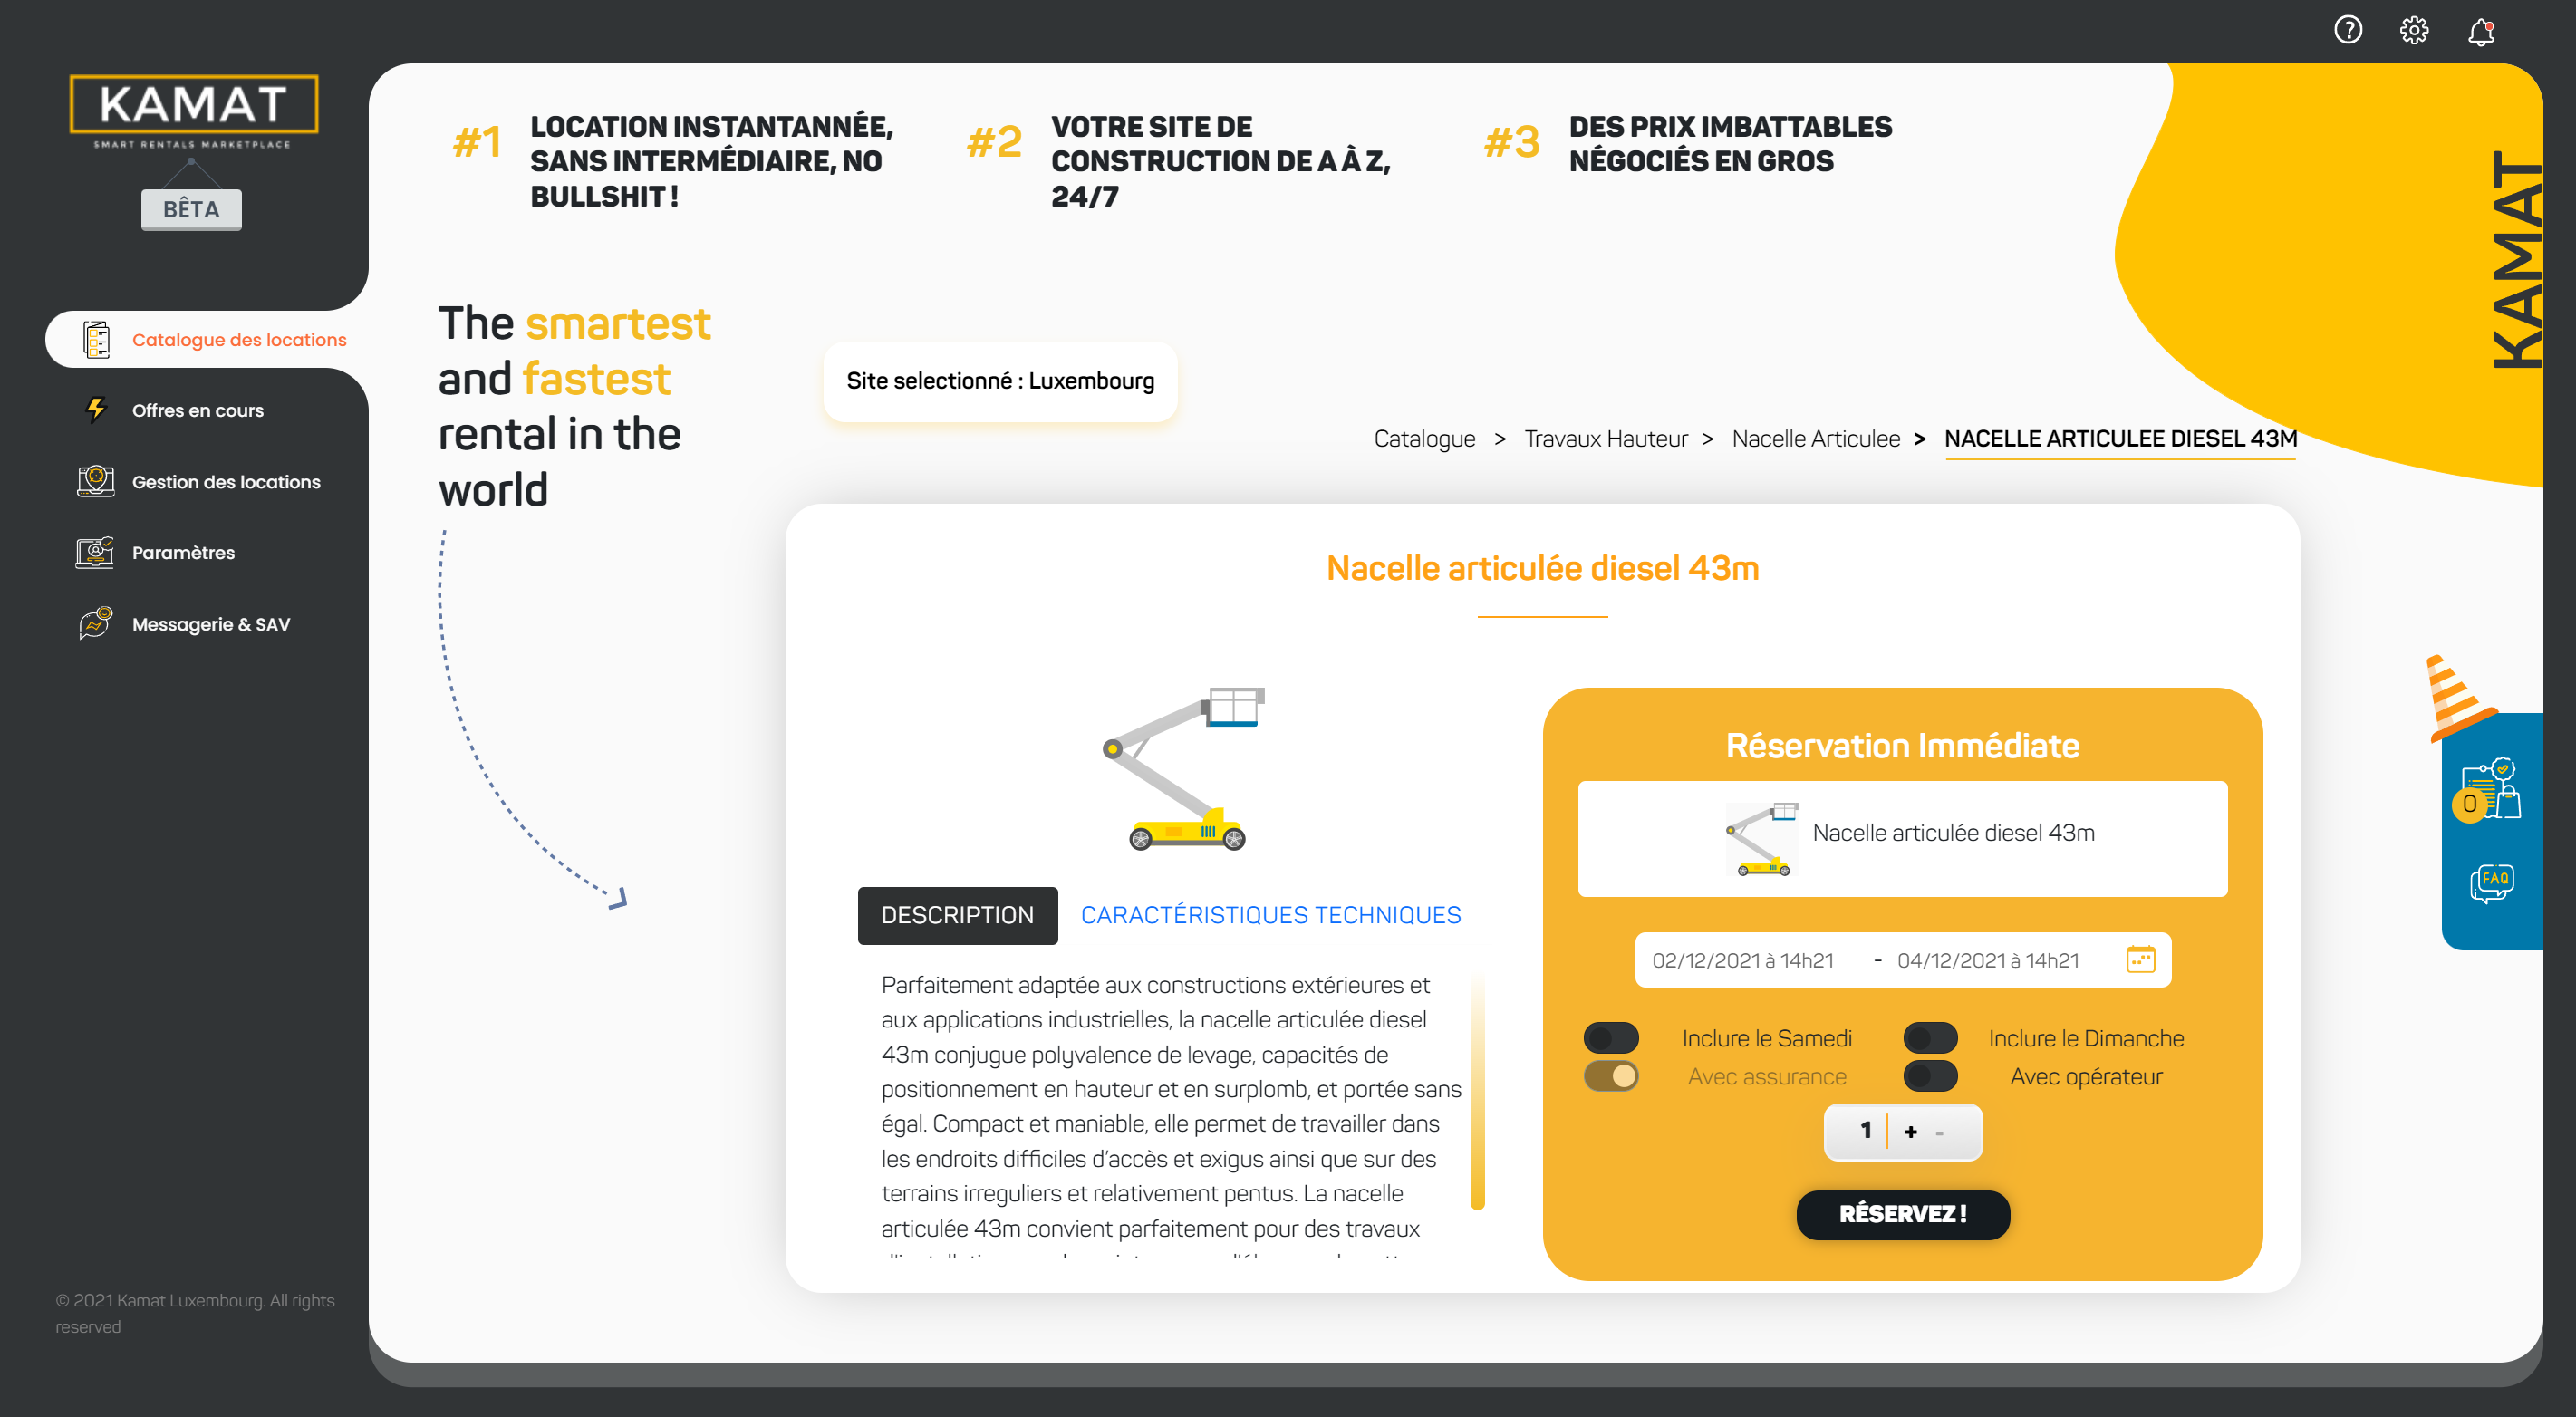 KAMAT
SMART RENTALS MARKETPLACE
BÊTA
Catalogue des locations
Offres en cours
Gestion des locations
Paramètres
Messagerie & SAV
© 2021 Kamat Luxembourg. All rights
reserved
#1
LOCATION INSTANTANNÉE,
SANS INTERMÉDIAIRE, NO
BULLSHIT !
#2
VOTRE SITE DE
CONSTRUCTION DE A À Z,
24/7
#3
DES PRIX IMBATTABLES
NÉGOCIÉS EN GROS
KAMAT
The smartest
and fastest
rental in the
world
Site selectionné : Luxembourg
Catalogue > Travaux Hauteur > Nacelle Articulee > NACELLE ARTICULEE DIESEL 43M
Nacelle articulée diesel 43m
DESCRIPTION
CARACTÉRISTIQUES TECHNIQUES
Parfaitement adaptée aux constructions extérieures et
aux applications industrielles, la nacelle articulée diesel
43m conjugue polyvalence de levage, capacités de
positionnement en hauteur et en surplomb, et portée sans
égal. Compact et maniable, elle permet de travailler dans
les endroits difficiles d’accès et exigus ainsi que sur des
terrains irreguliers et relativement pentus. La nacelle
articulée 43m convient parfaitement pour des travaux
Réservation Immédiate
Nacelle articulée diesel 43m
02/12/2021 à 14h21 - 04/12/2021 à 14h21
Inclure le Samedi
Inclure le Dimanche
Avec assurance
Avec opérateur
1 + -
RÉSERVEZ !
0
FAQ